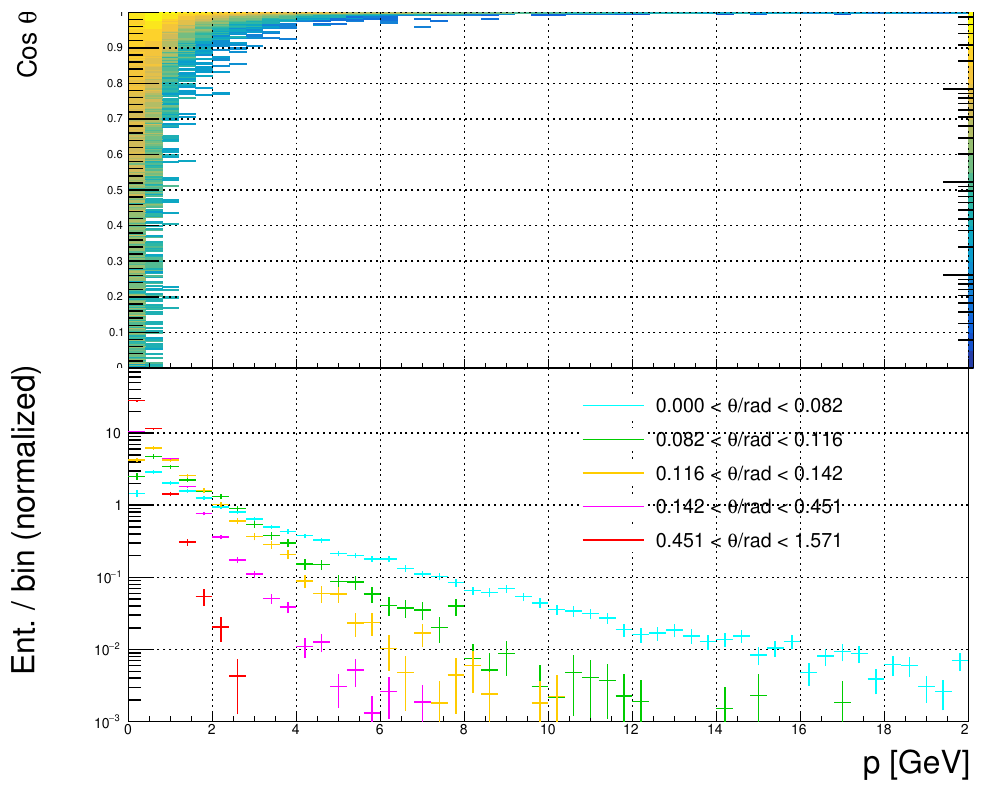 Cos θ
0.9
0.8
0.7
0.6
0.5
0.4
0.3
0.2
0.1
Ent. / bin (normalized)
10
1
10⁻¹
10⁻²
10⁻³
0.000 < θ/rad < 0.082
0.082 < θ/rad < 0.116
0.116 < θ/rad < 0.142
0.142 < θ/rad < 0.451
0.451 < θ/rad < 1.571
0 2 4 6 8 10 12 14 16 18 2
p [GeV]